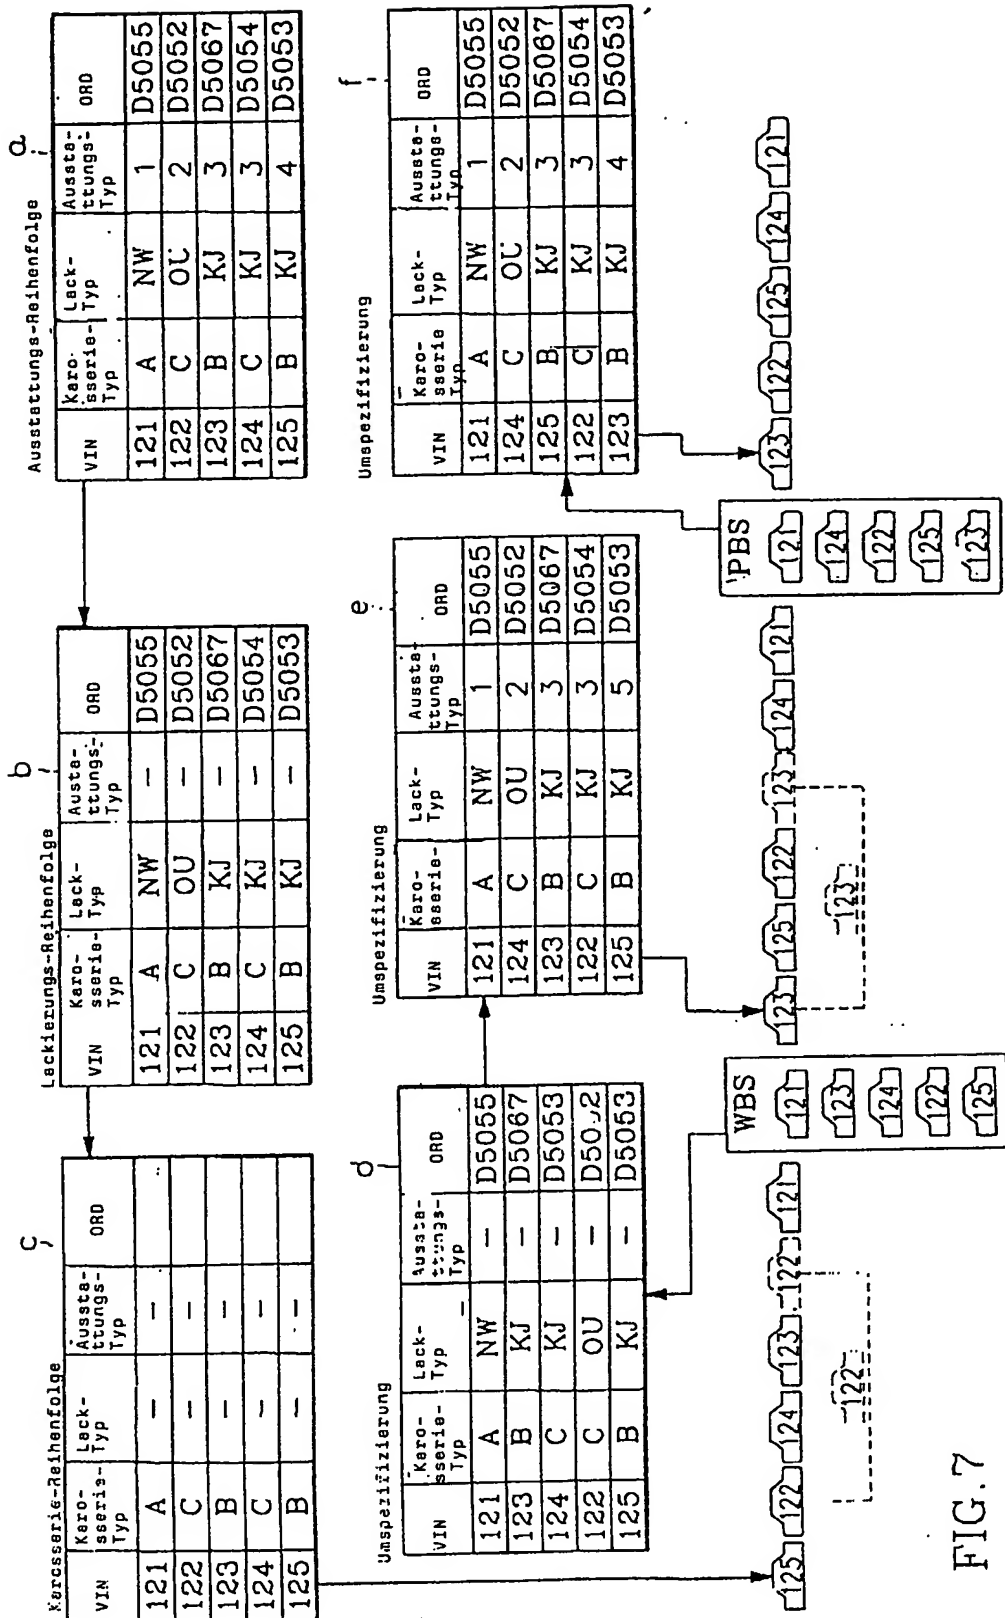 Karosserie-Reihenfolge
c
VIN Karo-sserie-Typ Lack-Typ Aussta-ttungs-Typ ORD
121 A — —
122 C — —
123 B — —
124 C — —
125 B — —
Lackierungs-Reihenfolge
b
VIN Karo-sserie-Typ Lack-Typ Austa-ttungs-Typ ORD
121 A NW — D5055
122 C OU — D5052
123 B KJ — D5067
124 C KJ — D5054
125 B KJ — D5053
Ausstattungs-Reihenfolge
a
VIN Karo-sserie-Typ Lack-Typ Aussta-ttungs-Typ ORD
121 A NW 1 D5055
122 C OU 2 D5052
123 B KJ 3 D5067
124 C KJ 3 D5054
125 B KJ 4 D5053
Umspezifizierung
d
VIN Karo-sserie-Typ Lack-Typ Aussta-ttungs-Typ ORD
121 A NW — D5055
123 B KJ — D5067
124 C KJ — D5053
122 C OU —
125 B KJ — D5053
Umspezifizierung
e
VIN Karo-sserie- Lack-Typ Aussta-ttungs-Typ ORD
121 A NW 1 D5055
124 C OU 2 D5052
123 B KJ 3 D5067
122 C KJ 3 D5054
125 B KJ 5 D5053
Umspezifizierung
f
VIN Karo-sserie Typ Lack-Typ Aussta-ttungs-Typ ORD
121 A NW 1 D5055
124 C OU 2 D5052
125 B KJ 3 D5067
122 C KJ 3 D5054
123 B KJ 4 D5053
125 122 124 123 122 121
122
WBS
121
123
124
122
125
123 125 122 123 124 121
123
PBS
121
124
122
125
123
123 122 125 124 121
FIG.7